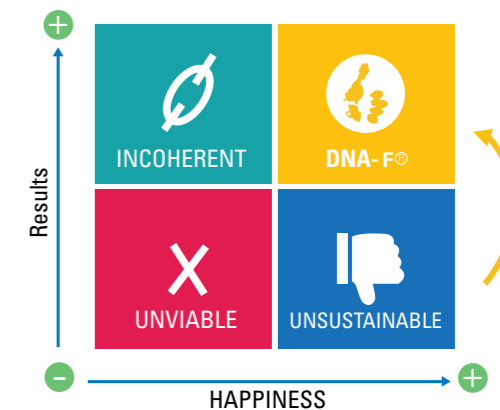 +
Results
INCOHERENT
DNA-F®
X
UNVIABLE
UNSUSTAINABLE
-
+
HAPPINESS